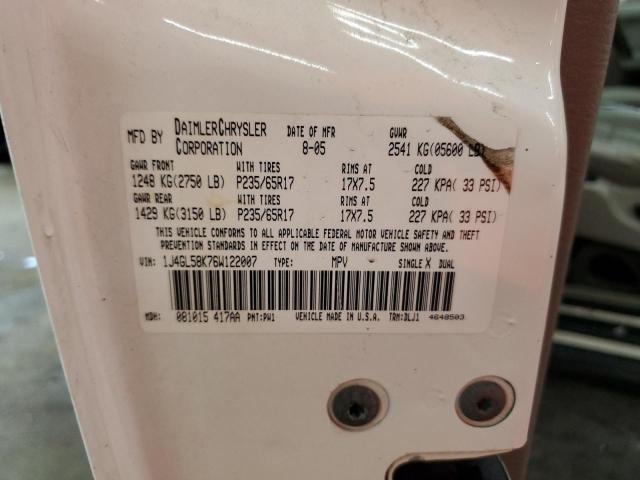 MFD BY DAIMLERCHRYSLER CORPORATION DATE OF MFR 8-05 GVWR 2541 KG(05600 LB)
GAWR FRONT WITH TIRES RIMS AT COLD
1248 KG(2750 LB) P235/65R17 17X7.5 227 KPA( 33 PSI)
GAWR REAR WITH TIRES RIMS AT COLD
1429 KG(3150 LB) P235/65R17 17X7.5 227 KPA( 33 PSI)
THIS VEHICLE CONFORMS TO ALL APPLICABLE FEDERAL MOTOR VEHICLE SAFETY AND THEFT
PREVENTION STANDARDS IN EFFECT ON THE DATE OF MANUFACTURE SHOWN ABOVE.
VIN: 1J4GL58K76W122007 TYPE: MPV SINGLE X DUAL
MDH: 081015 417AA PNT:PW1 VEHICLE MADE IN U.S.A. TRM:DLJ1 4648503